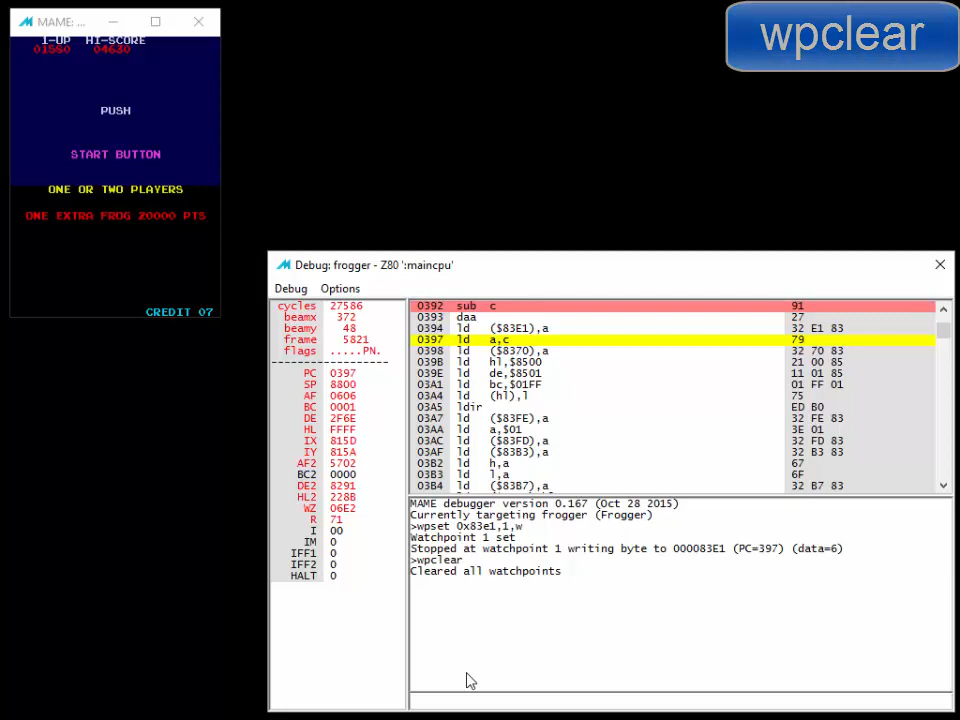 MAME: ...
wpclear
1-UP HI-SCORE
01580 04630
PUSH
START BUTTON
ONE OR TWO PLAYERS
ONE EXTRA FROG 20000 PTS
CREDIT 07
Debug: frogger - Z80 ':maincpu'
Debug Options
cycles 27586
beamx 372
beamy 48
frame 5821
flags .....PN.
PC 0397
SP 8800
AF 0606
BC 0001
DE 2F6E
HL FFFF
IX 815D
IY 815A
AF2 5702
BC2 0000
DE2 8291
HL2 228B
WZ 06E2
R 71
I 00
IM 0
IFF1 0
IFF2 0
HALT 0
0392 sub c 91
0393 daa 27
0394 ld ($83E1),a 32 E1 83
0397 ld a,c 79
0398 ld ($8370),a 32 70 83
039B ld hl,$8500 21 00 85
039E ld de,$8501 11 01 85
03A1 ld bc,$01FF 01 FF 01
03A4 ld (hl),l 75
03A5 ldir ED B0
03A7 ld ($83FE),a 32 FE 83
03AA ld a,$01 3E 01
03AC ld ($83FD),a 32 FD 83
03AF ld ($83B3),a 32 B3 83
03B2 ld h,a 67
03B3 ld l,a 6F
03B4 ld ($83B7),a 32 B7 83
MAME debugger version 0.167 (Oct 28 2015)
Currently targeting frogger (Frogger)
>wpset 0x83e1,1,w
Watchpoint 1 set
Stopped at watchpoint 1 writing byte to 000083E1 (PC=397) (data=6)
>wpclear
Cleared all watchpoints